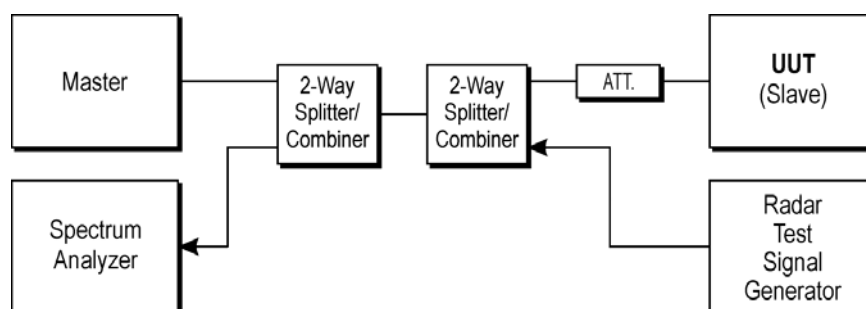 Master
2-Way
Splitter/
Combiner
2-Way
Splitter/
Combiner
ATT.
UUT
(Slave)
Spectrum
Analyzer
Radar
Test
Signal
Generator